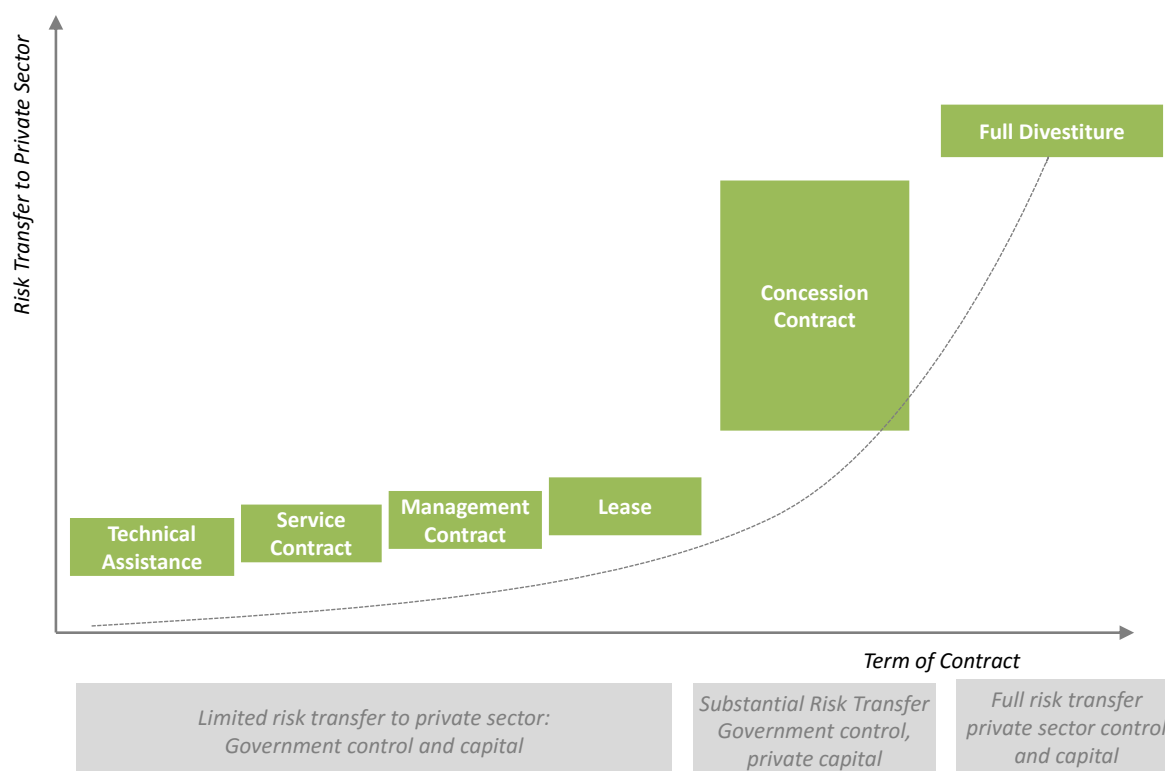 Risk Transfer to Private Sector
Full Divestiture
Concession
Contract
Technical
Assistance
Service
Contract
Management
Contract
Lease
Term of Contract
Limited risk transfer to private sector:
Government control and capital
Substantial Risk Transfer
Government control,
private capital
Full risk transfer
private sector control
and capital